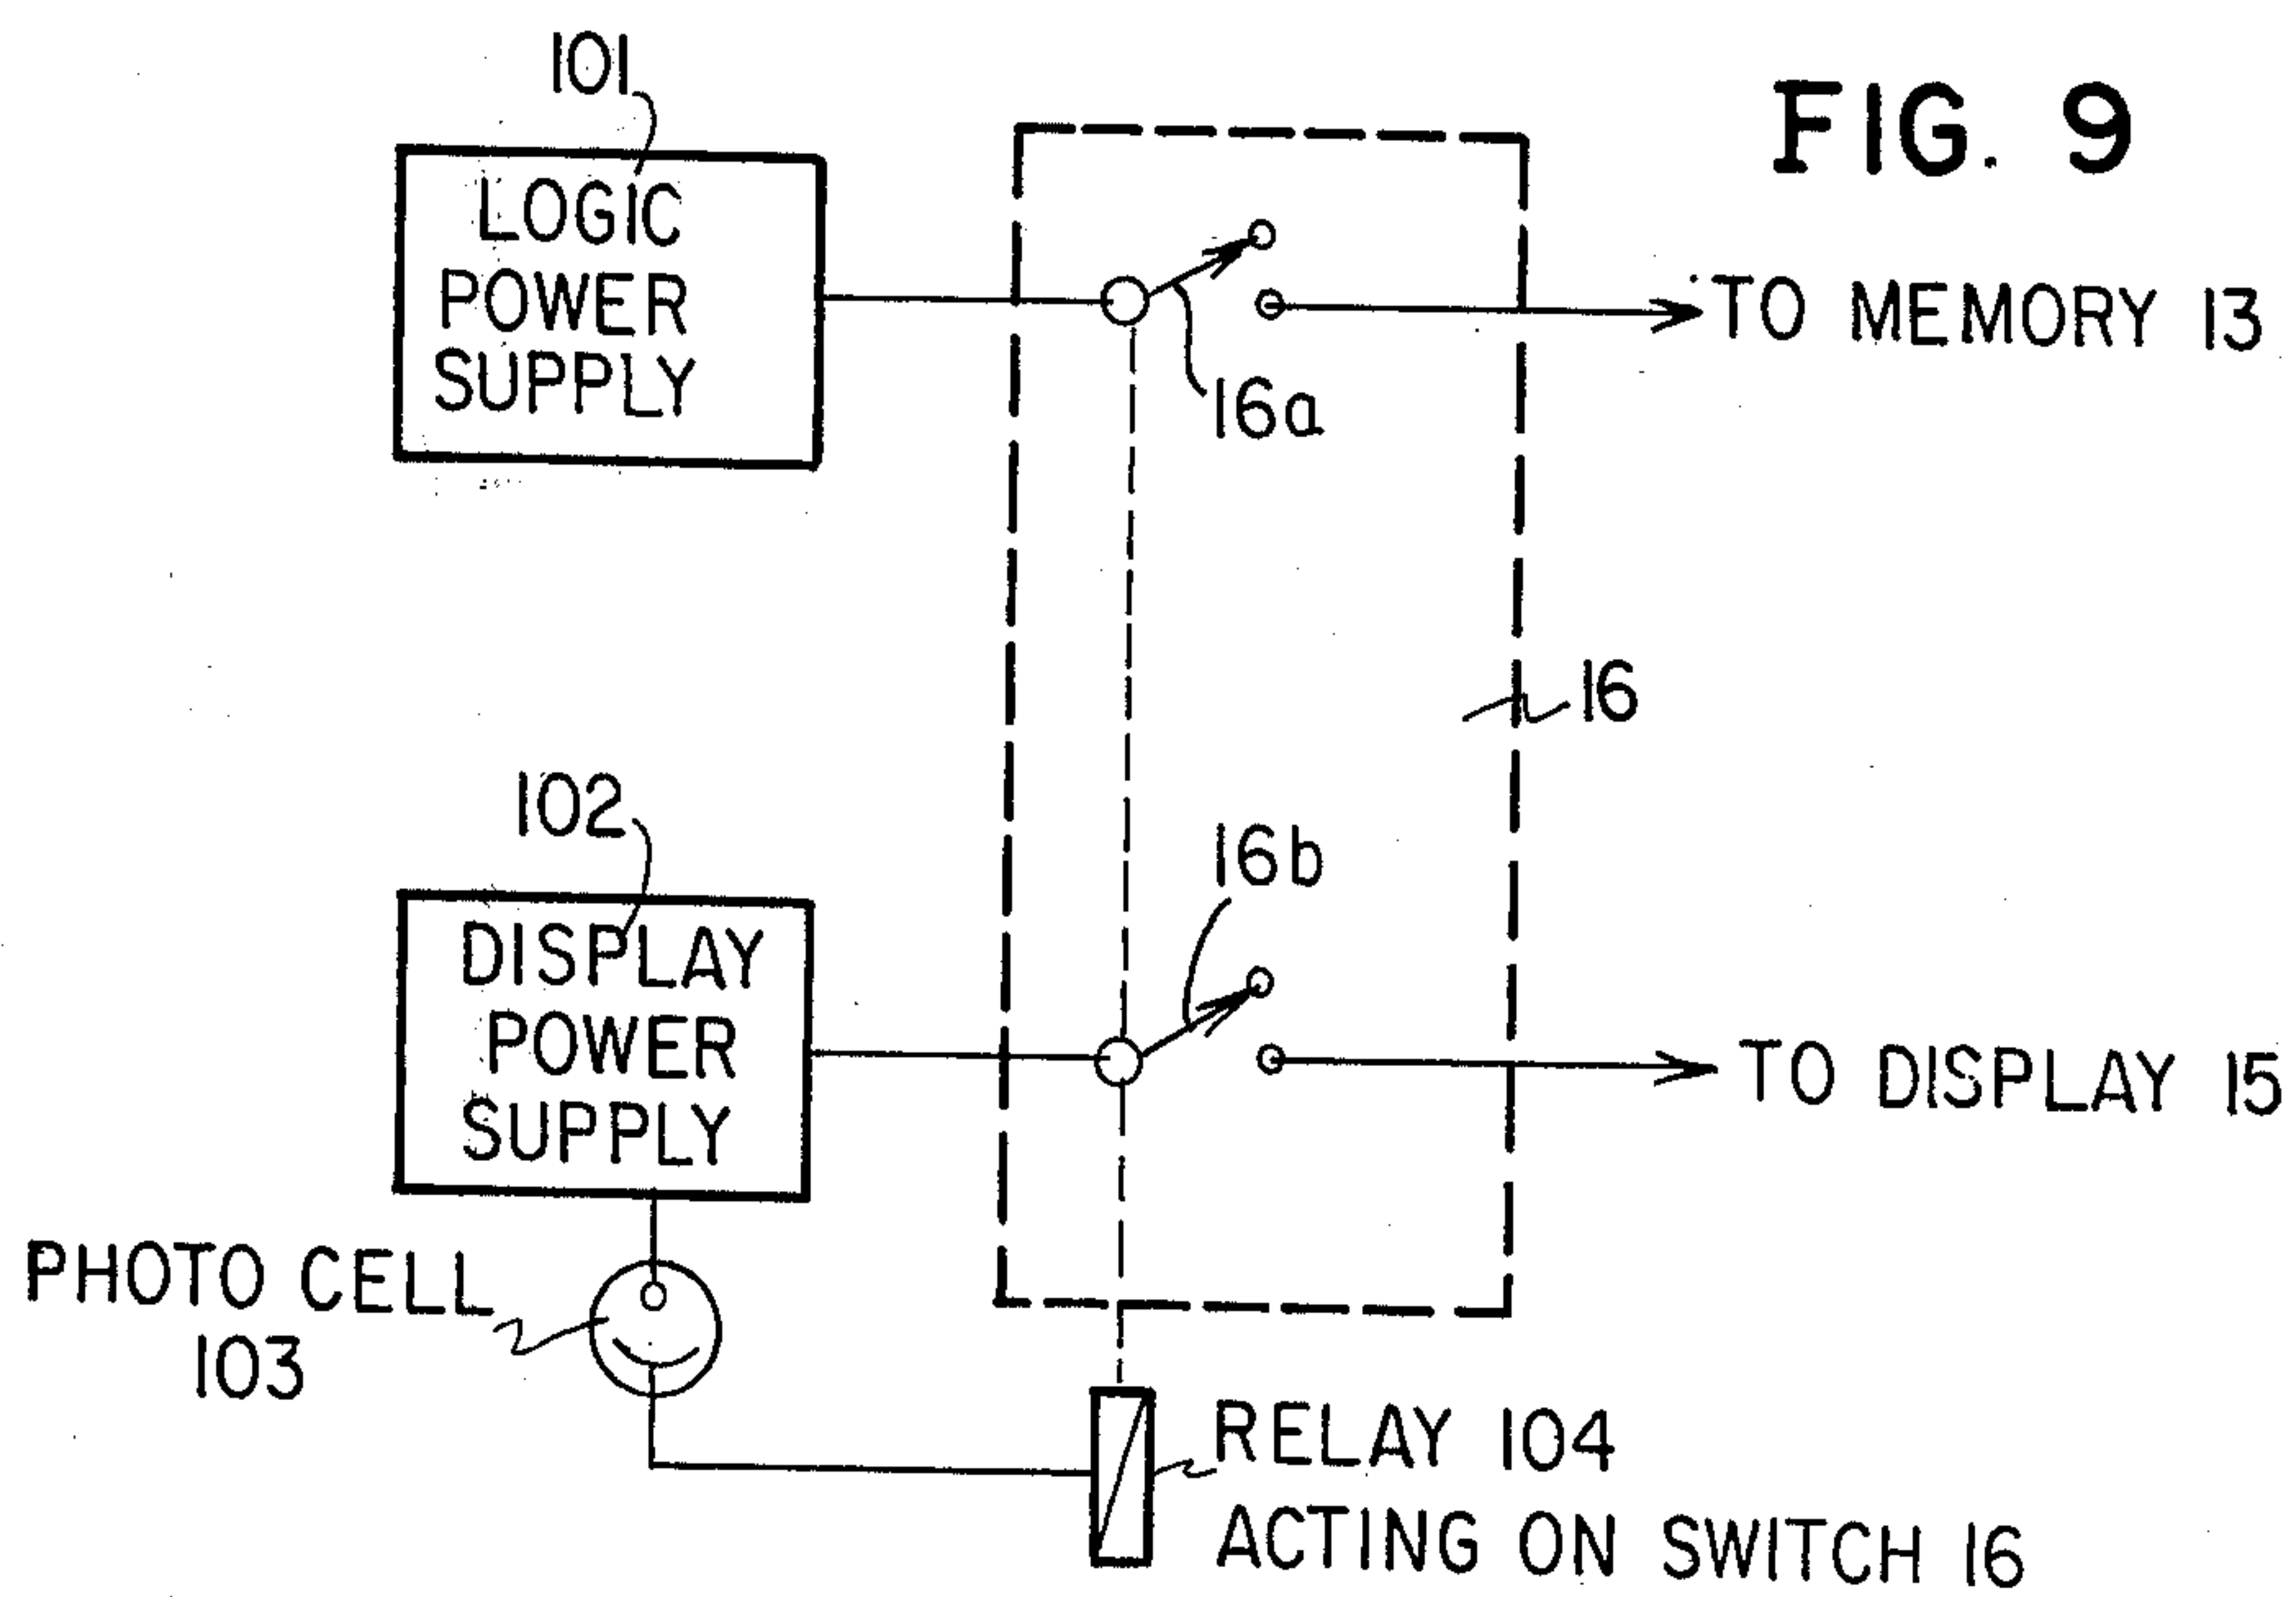 FIG. 9
101
LOGIC
POWER
SUPPLY
TO MEMORY 13
16a
16
102
DISPLAY
POWER
SUPPLY
16b
TO DISPLAY 15
PHOTO CELL
103
RELAY 104
ACTING ON SWITCH 16